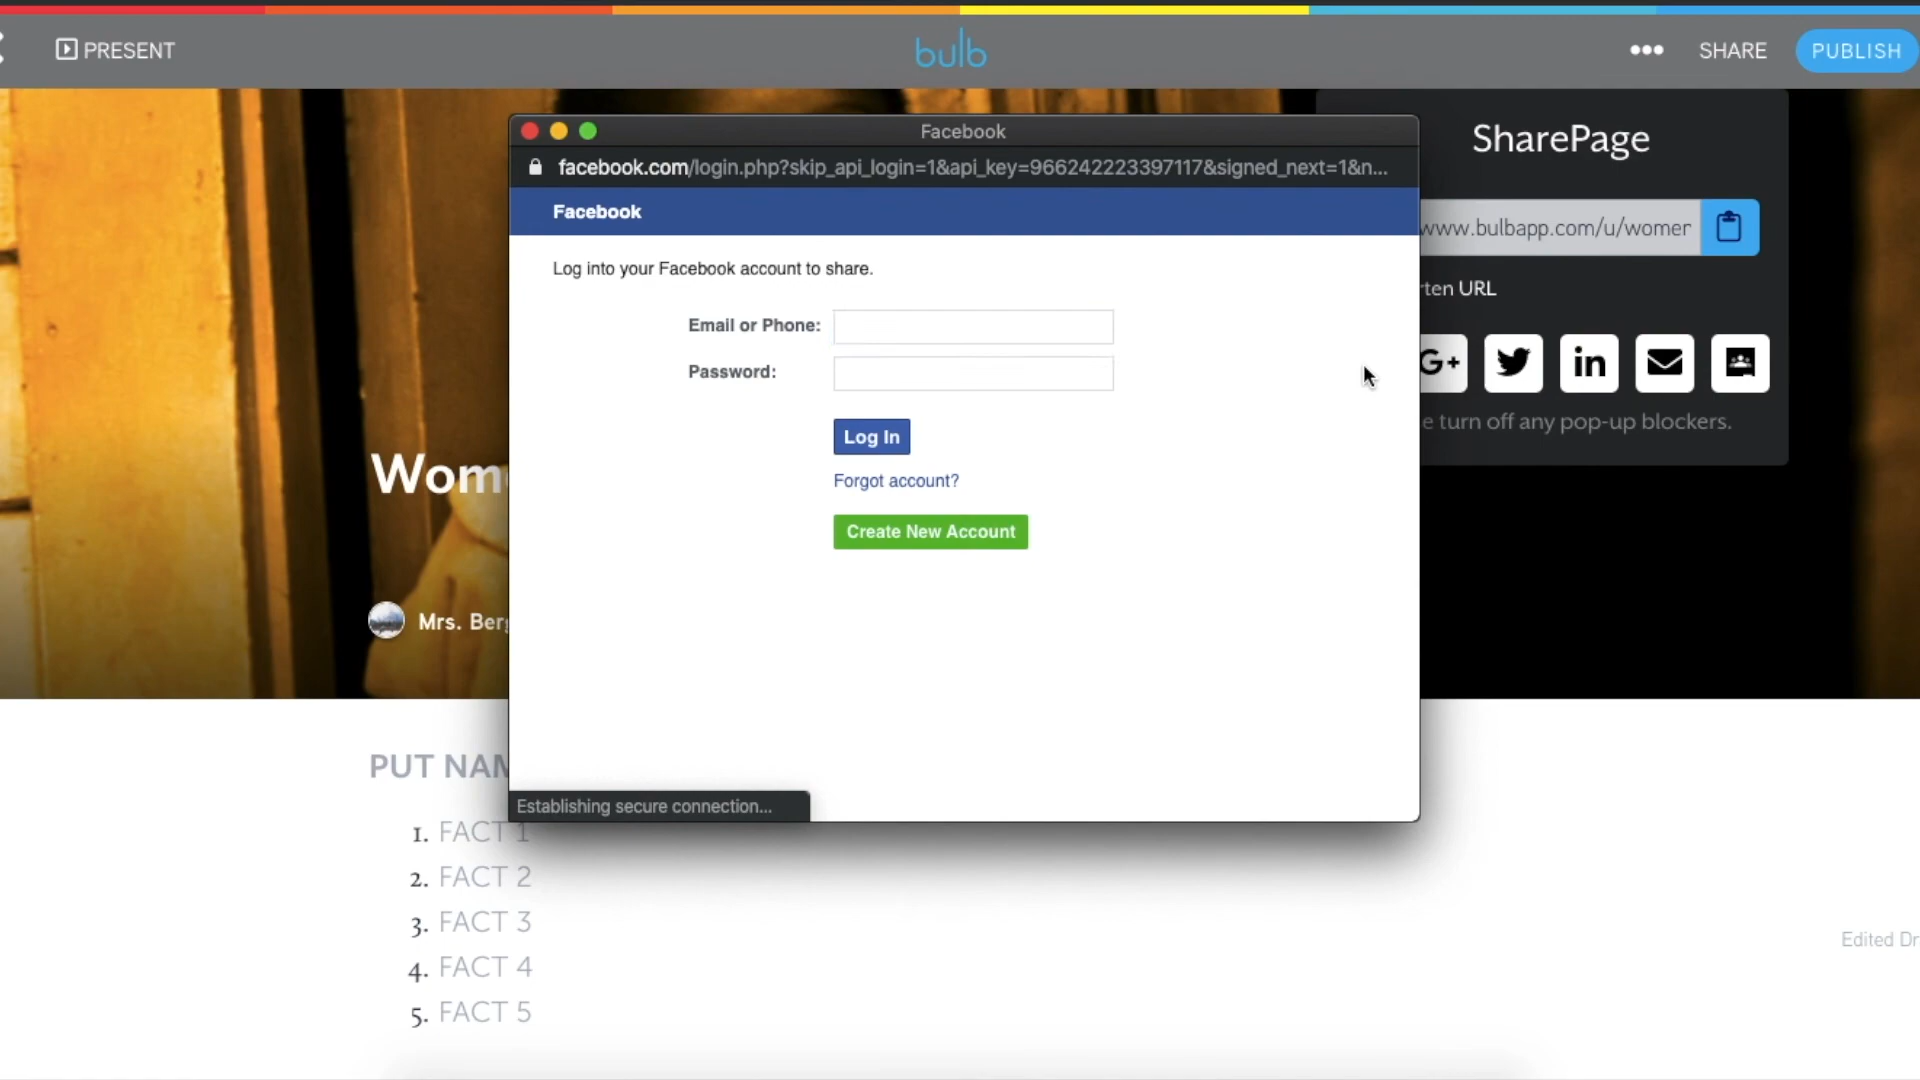 PRESENT
bulb
SHARE
PUBLISH
Facebook
facebook.com/login.php?skip_api_login=1&api_key=966242223397117&signed_next=1&n...
Facebook
Log into your Facebook account to share.
Email or Phone:
Password:
Log In
Forgot account?
Create New Account
Establishing secure connection...
SharePage
www.bulbapp.com/u/womer
rten URL
G+
in
e turn off any pop-up blockers.
Wom
Mrs. Berg
PUT NAM
1. FACT 1
2. FACT 2
3. FACT 3
4. FACT 4
5. FACT 5
Edited Dr